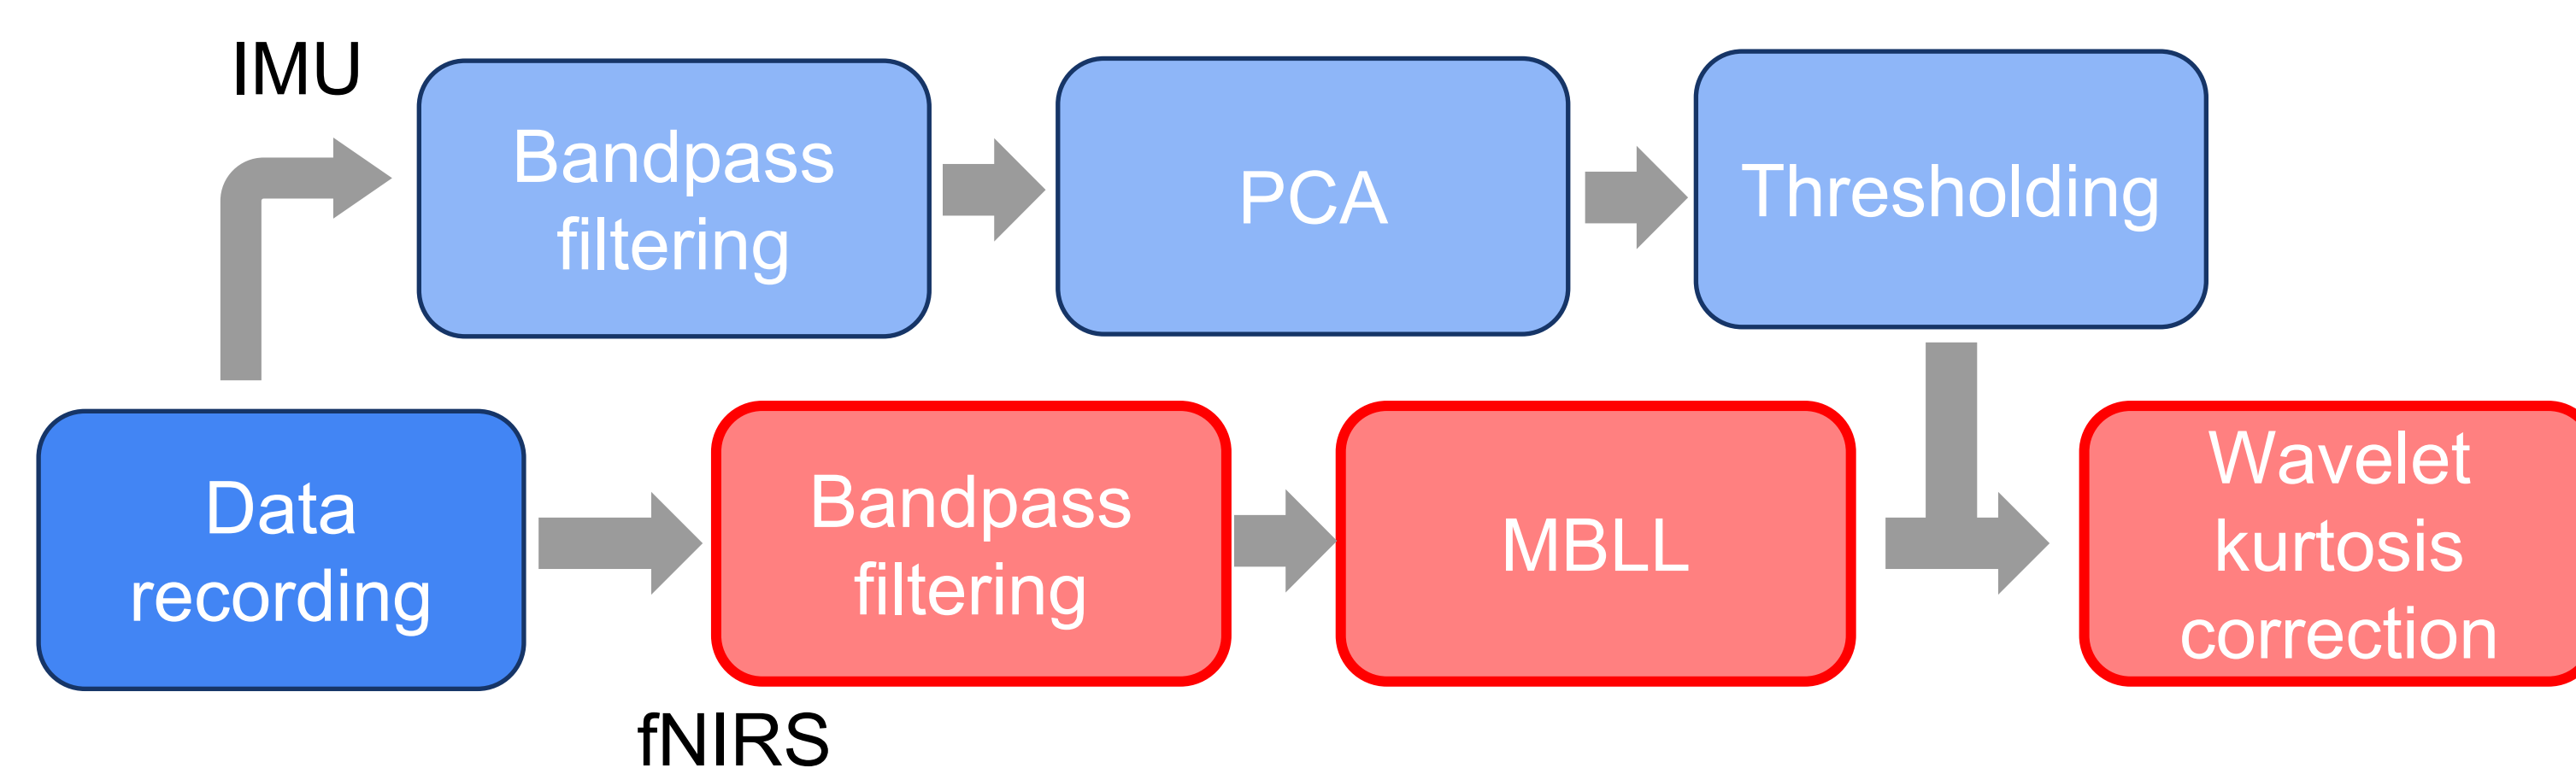 IMU
Bandpass
filtering
PCA
Thresholding
Data
recording
Bandpass
filtering
MBLL
Wavelet
kurtosis
correction
fNIRS